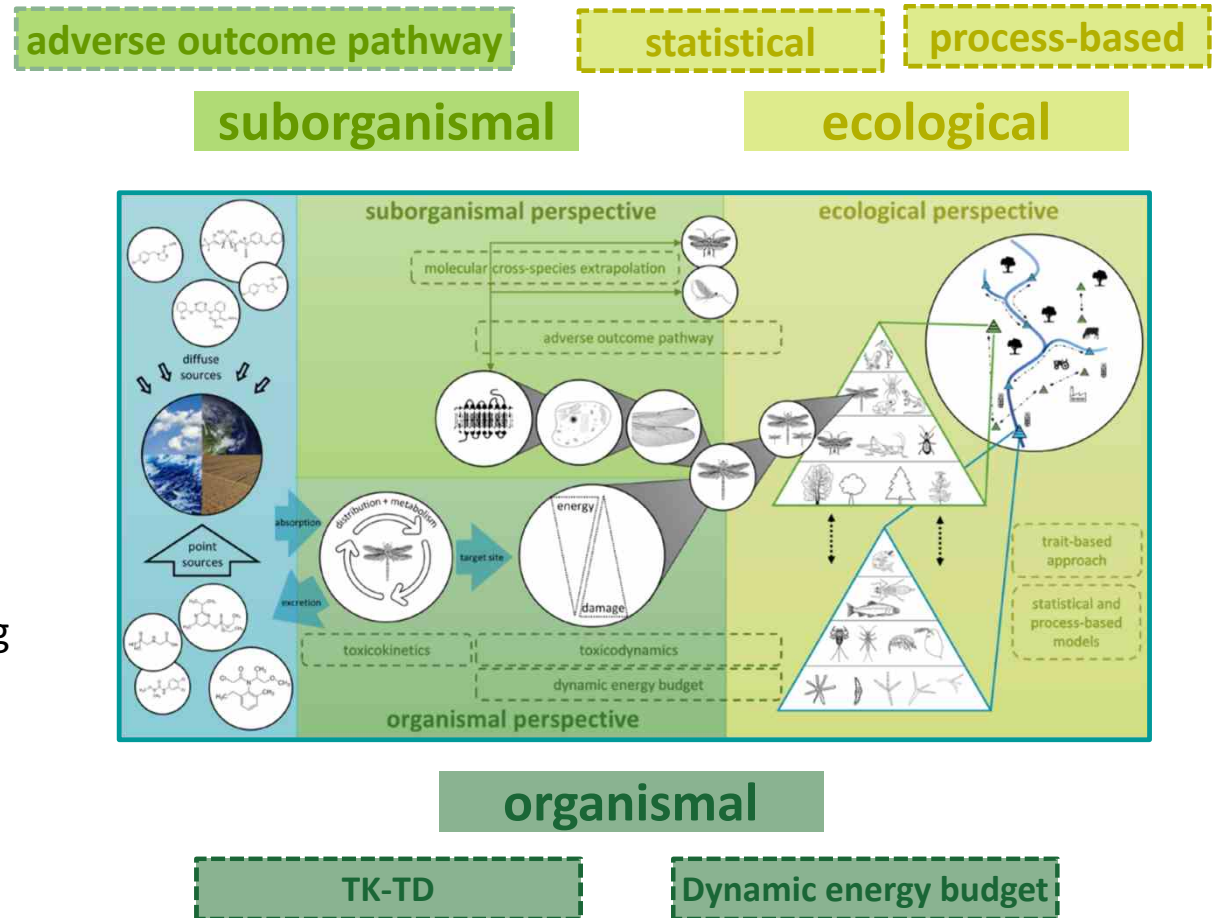 adverse outcome pathway
statistical
process-based
suborganismal
ecological
suborganismal perspective
ecological perspective
molecular cross-species extrapolation
adverse outcome pathway
diffuse
sources
absorption
distribution + metabolism
target site
energy
damage
point
sources
excretion
trait-based
approach
statistical and
process-based
models
g
toxicokinetics
toxicodynamics
dynamic energy budget
organismal perspective
organismal
TK-TD
Dynamic energy budget